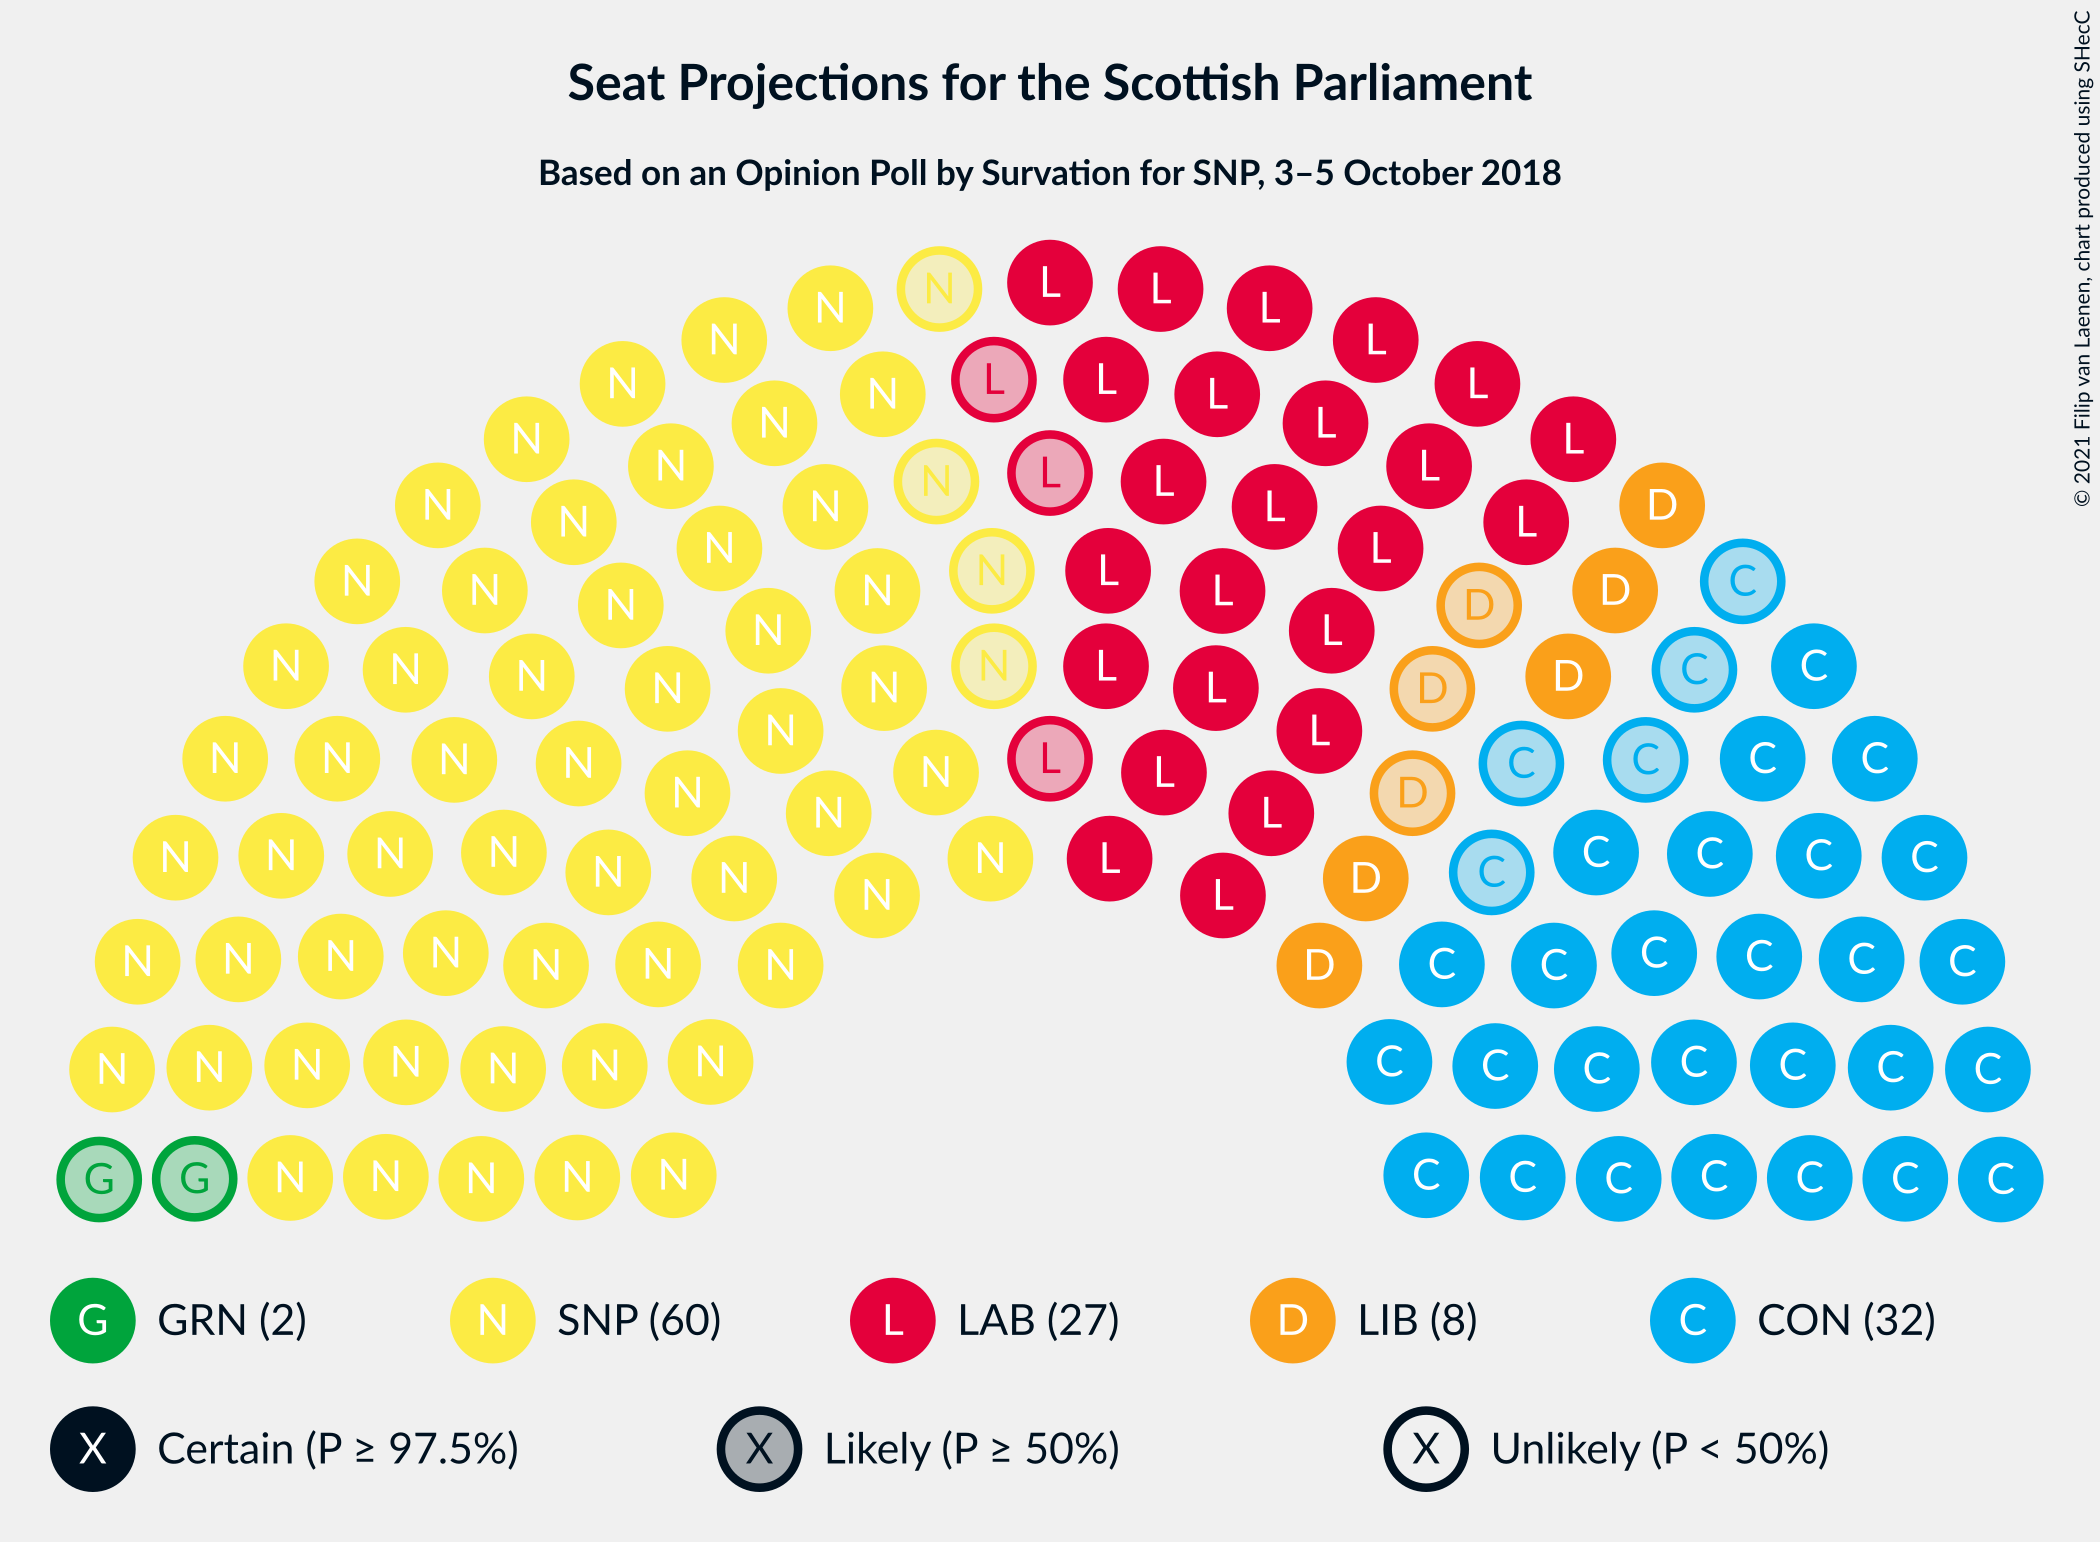 Seat Projections for the Scottish Parliament
Based on an Opinion Poll by Survation for SNP, 3–5 October 2018
© 2021 Filip van Laenen, chart produced using SHecC
N N L L L
N L
N N L L L L
N N L L
N N L L L
N N L D
N L
N L
N N L C
N N N L D D
N L
N N N N N N L L D D C C
N L
N N N N N L L C C C C
N N L D
N N N N N N N L D C C C C C
N L
N N N N N N N D C C C C C C
N N N N N N N C C C C C C C
G G N N N N N C C C C C C C
G GRN (2) N SNP (60) L LAB (27) D LIB (8) C CON (32)
X Certain (P ≥ 97.5%) X Likely (P ≥ 50%) X Unlikely (P < 50%)